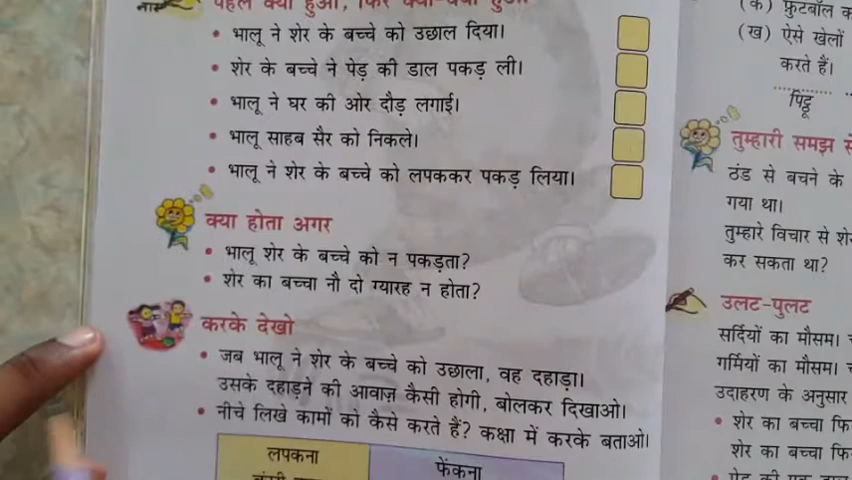 पहले क्या हुआ, फिर क्या-क्या हुआ
भालू ने शेर के बच्चे को उछाल दिया।
शेर के बच्चे ने पेड़ की डाल पकड़ ली।
भालू ने घर की ओर दौड़ लगाई।
भालू साहब सैर को निकले।
भालू ने शेर के बच्चे को लपककर पकड़ लिया।
क्या होता अगर
भालू शेर के बच्चे को न पकड़ता?
शेर का बच्चा नौ दो ग्यारह न होता?
करके देखो
जब भालू ने शेर के बच्चे को उछाला, वह दहाड़ा।
उसके दहाड़ने की आवाज़ कैसी होगी, बोलकर दिखाओ।
नीचे लिखे कामों को कैसे करते हैं? कक्षा में करके बताओ।
लपकना
फेंकना
(क) फ़ुटबॉल
(ख) ऐसे खेलों
करते हैं।
पिट्ठू
तुम्हारी समझ से
ठंड से बचने के
गया था।
तुम्हारे विचार से
कर सकता था?
उलट-पुलट
सर्दियों का मौसम।
गर्मियों का मौसम।
उदाहरण के अनुसार
शेर का बच्चा
शेर का बच्चा